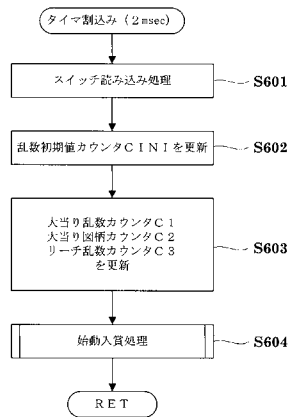 タイマ割込み（２msec）
スイッチ読み込み処理
S601
乱数初期値カウンタＣＩＮＩを更新
S602
大当り乱数カウンタＣ１
大当り図柄カウンタＣ２
リーチ乱数カウンタＣ３
を更新
S603
始動入賞処理
S604
ＲＥＴ